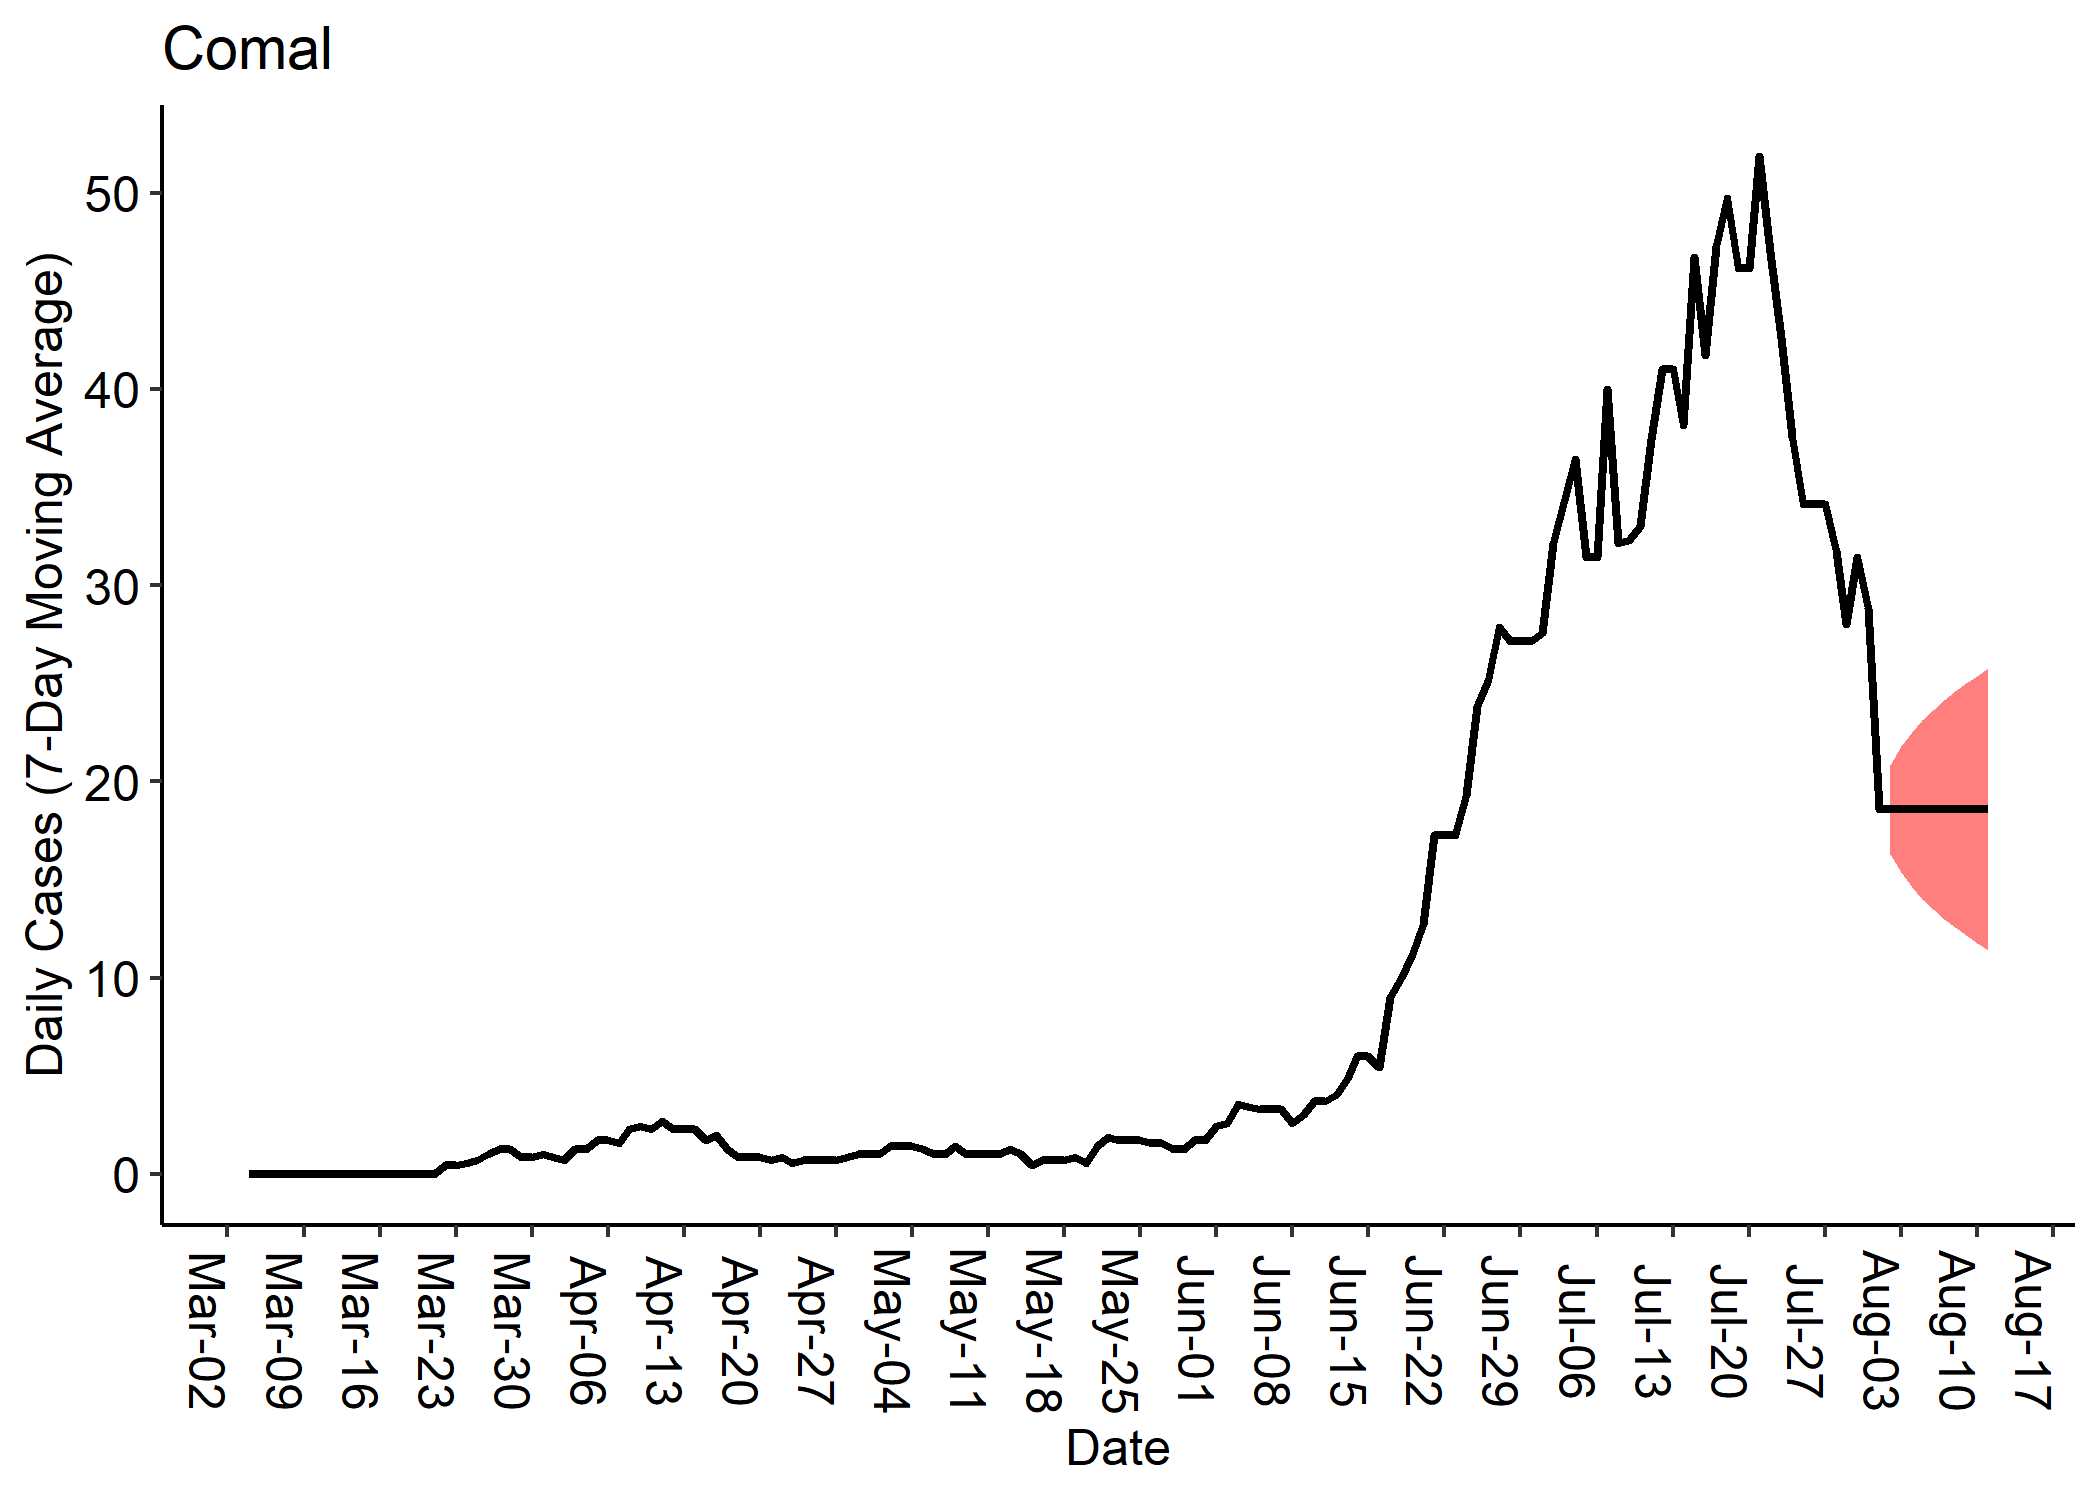 Comal
Daily Cases (7-Day Moving Average)
50
40
30
20
10
0
Mar-02
Mar-09
Mar-16
Mar-23
Mar-30
Apr-06
Apr-13
Apr-20
Apr-27
May-04
May-11
May-18
May-25
Jun-01
Jun-08
Jun-15
Jun-22
Jun-29
Jul-06
Jul-13
Jul-20
Jul-27
Aug-03
Aug-10
Aug-17
Date